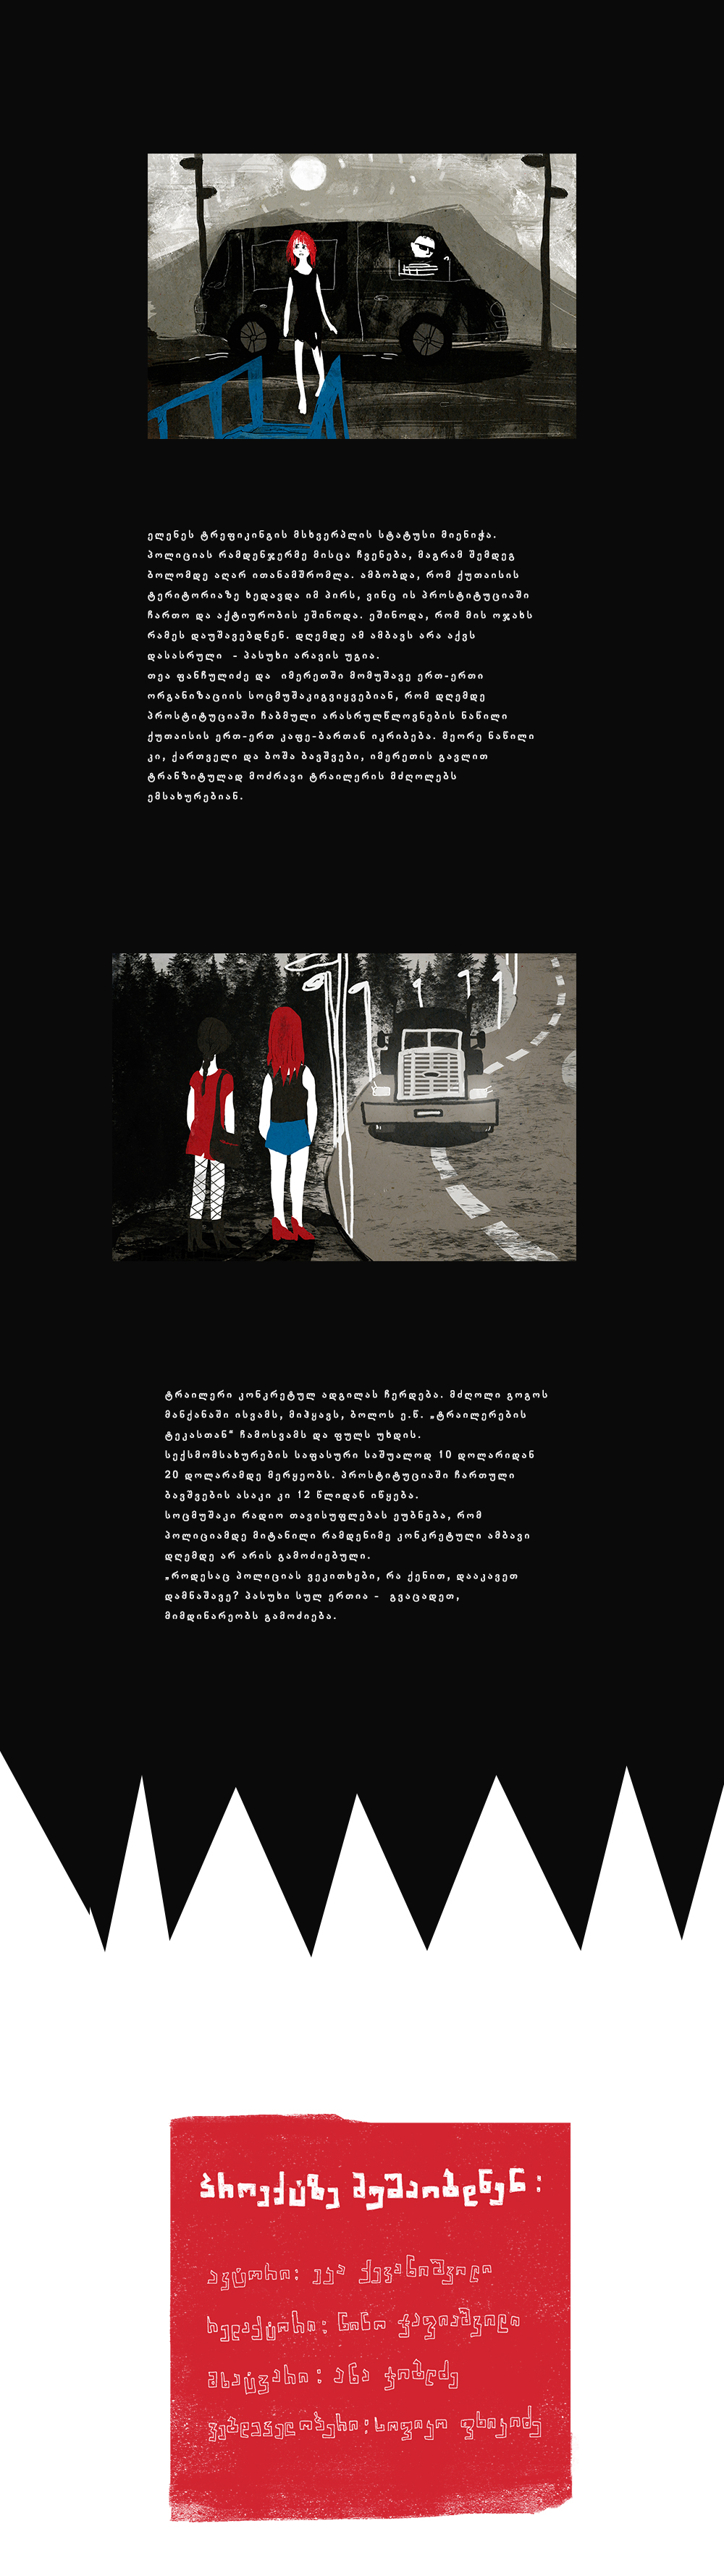 ელენეს ტრეფიკინგის მსხვერპლის სტატუსი მიენიჭა.
პოლიციას რამდენჯერმე მისცა ჩვენება, მაგრამ შემდეგ
ბოლომდე აღარ ითანამშრომლა. ამბობდა, რომ ქუთაისის
ტერიტორიაზე ხედავდა იმ პირს, ვინც ის პროსტიტუციაში
ჩართო და აქტიურობის ეშინოდა. ეშინოდა, რომ მის ოჯახს
რამეს დაუშავებდნენ. დღემდე ამ ამბავს არა აქვს
დასასრული - პასუხი არავის უგია.
თეა ფანჩულიძე და იმერეთში მომუშავე ერთ-ერთი
ორგანიზაციის სოცმუშაკიგვიყვებიან, რომ დღემდე
პროსტიტუციაში ჩაბმული არასრულწლოვნების ნაწილი
ქუთაისის ერთ-ერთ კაფე-ბართან იკრიბება. მეორე ნაწილი
კი, ქართველი და ბოშა ბავშვები, იმერეთის გავლით
ტრანზიტულად მოძრავი ტრაილერის მძღოლებს
ემსახურებიან.
ტრაილერი კონკრეტულ ადგილას ჩერდება. მძღოლი გოგოს
მანქანაში ისვამს, მიჰყავს, ბოლოს ე.წ. „ტრაილერების
ტეკასთან“ ჩამოსვამს და ფულს უხდის.
სექსმომსახურების საფასური საშუალოდ 10 დოლარიდან
20 დოლარამდე მერყეობს. პროსტიტუციაში ჩართული
ბავშვების ასაკი კი 12 წლიდან იწყება.
სოცმუშაკი რადიო თავისუფლებას ეუბნება, რომ
პოლიციამდე მიტანილი რამდენიმე კონკრეტული ამბავი
დღემდე არ არის გამოძიებული.
„როდესაც პოლიციას ვეკითხები, რა ქენით, დააკავეთ
დამნაშავე? პასუხი სულ ერთია - გვაცადეთ,
მიმდინარეობს გამოძიება.
პროექტზე მუშაობდნენ:
ავტორი: ეკა ქევანიშვილი
რედაქტორი: ნინო ჯაფიაშვილი
მხატვარი: ანა ჭობლძე
ვებდეველოპერი:სოფიკო ფხიკიძე